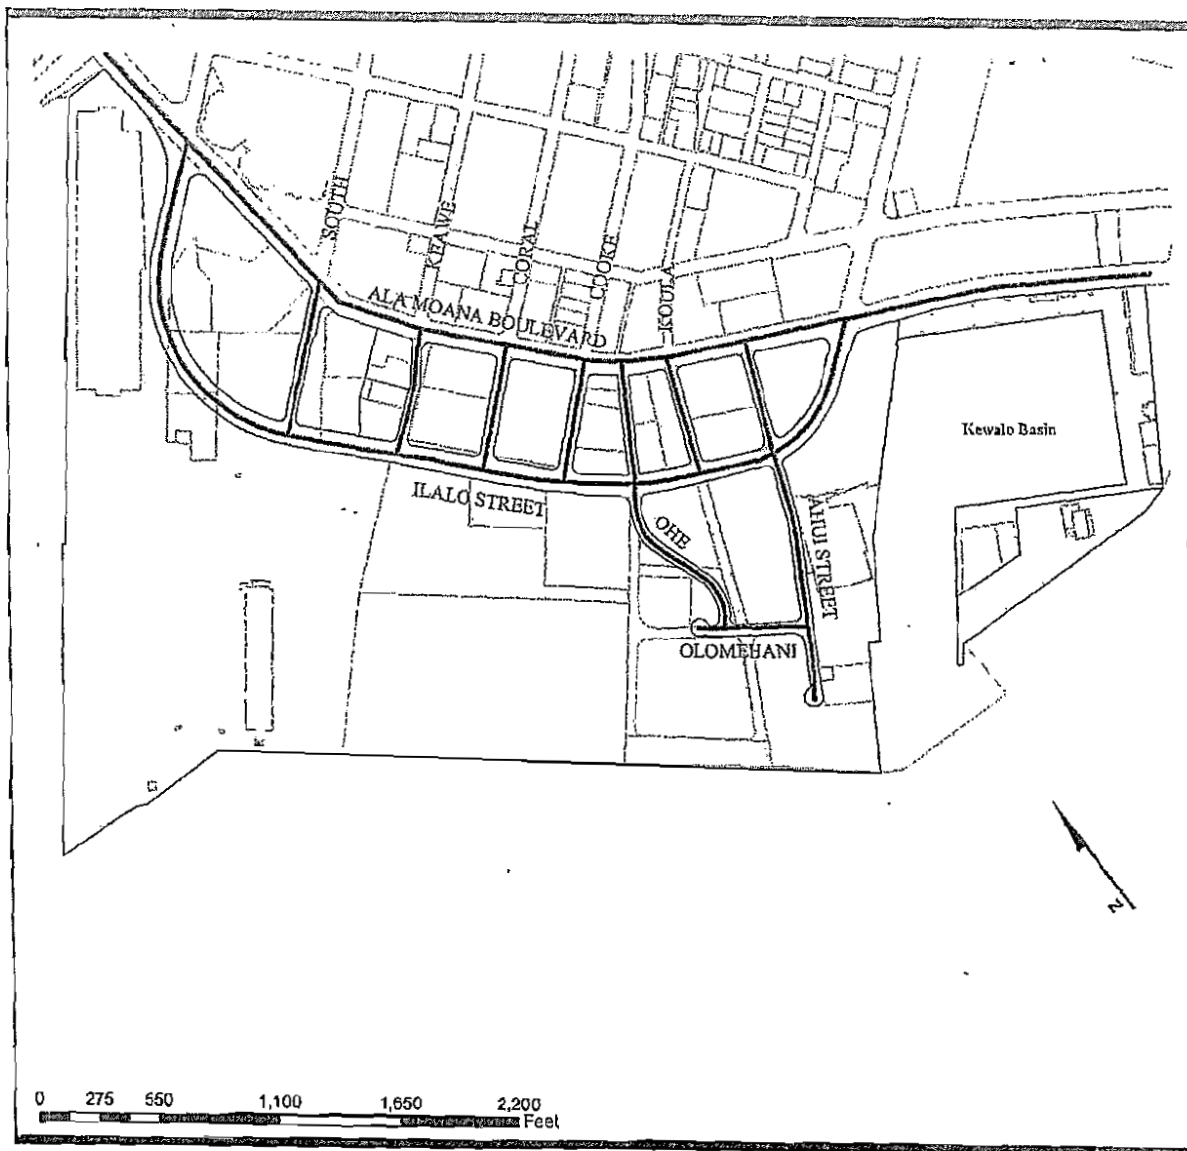 SOUTH
KEAWE
CORAL
COOKE
KOULA
ALA MOANA BOULEVARD
Kewalo Basin
ILALO STREET
OHE
AHUI STREET
OLOMEHANI
N
0 275 550 1,100 1,650 2,200
Feet